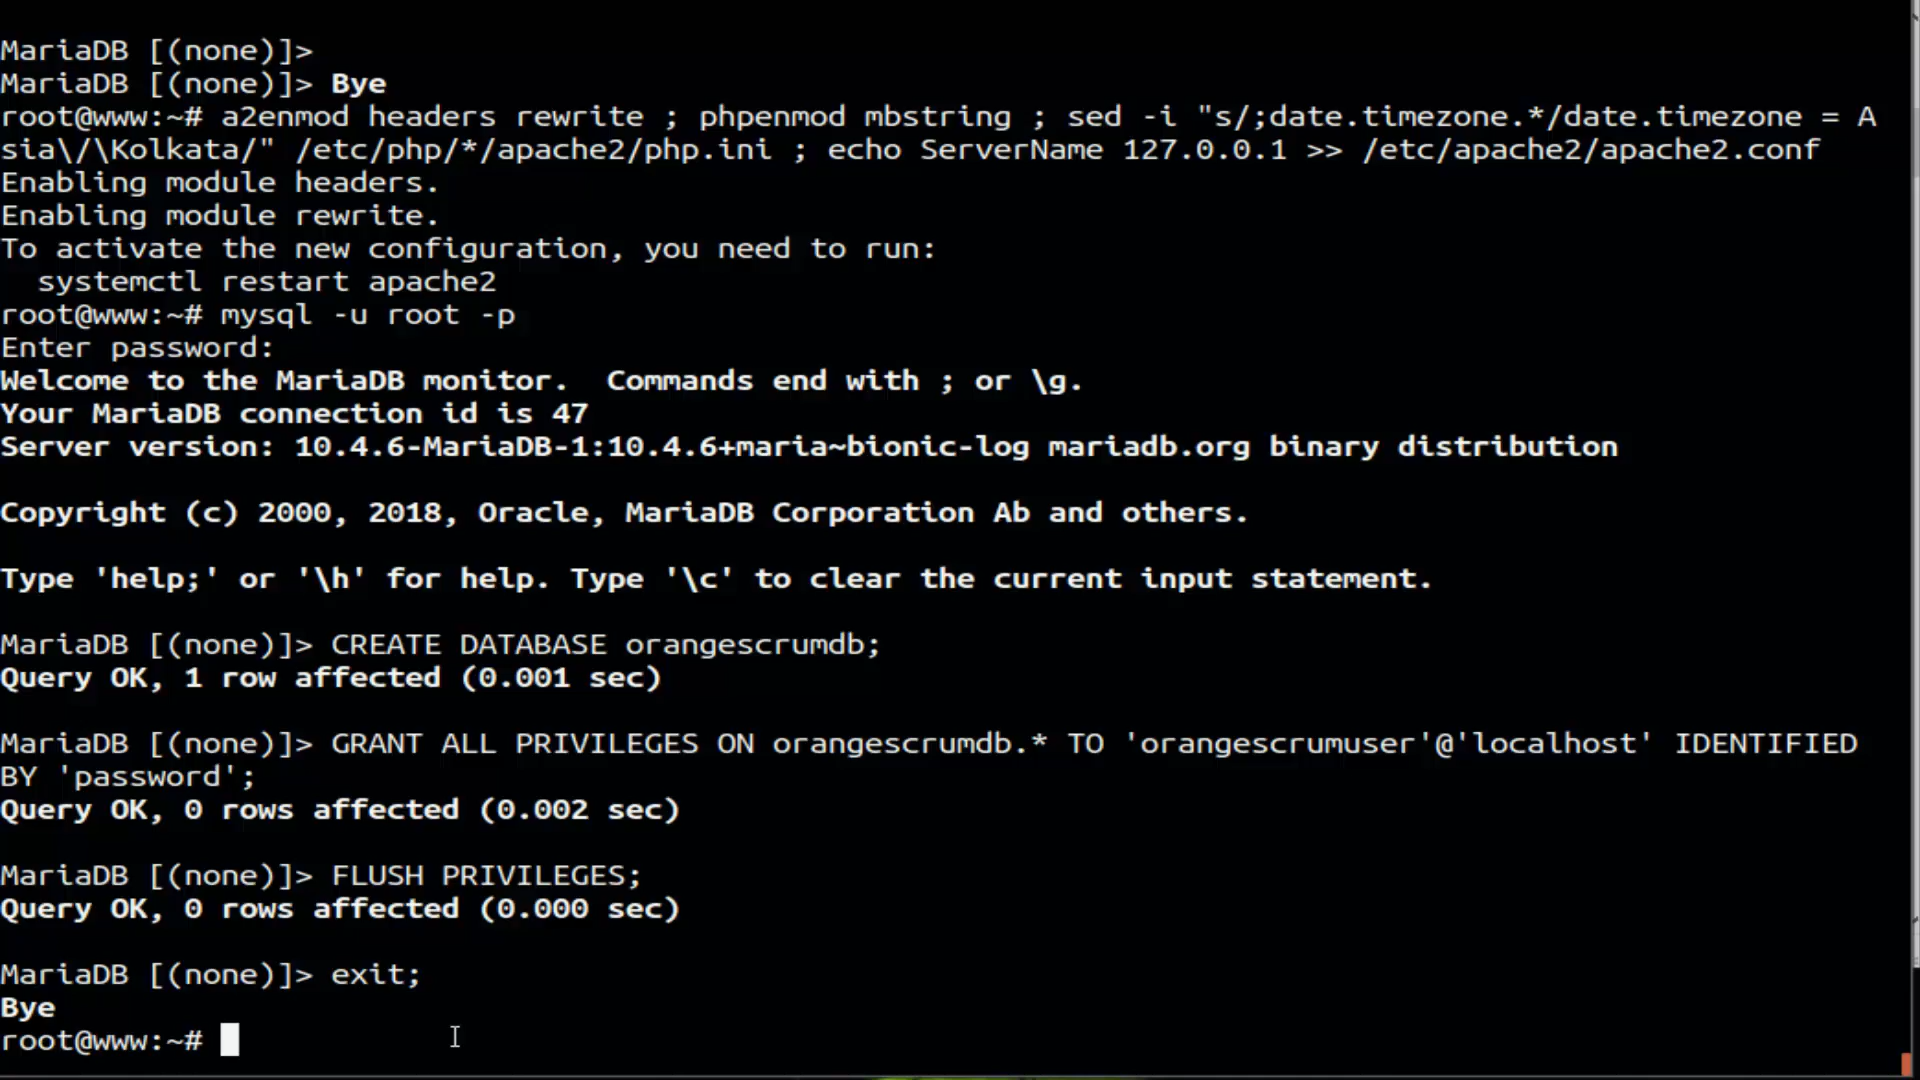 MariaDB [(none)]>
MariaDB [(none)]> Bye
root@www:~# a2enmod headers rewrite ; phpenmod mbstring ; sed -i "s/;date.timezone.*/date.timezone = A
sia\/\Kolkata/" /etc/php/*/apache2/php.ini ; echo ServerName 127.0.0.1 >> /etc/apache2/apache2.conf
Enabling module headers.
Enabling module rewrite.
To activate the new configuration, you need to run:
  systemctl restart apache2
root@www:~# mysql -u root -p
Enter password:
Welcome to the MariaDB monitor.  Commands end with ; or \g.
Your MariaDB connection id is 47
Server version: 10.4.6-MariaDB-1:10.4.6+maria~bionic-log mariadb.org binary distribution
Copyright (c) 2000, 2018, Oracle, MariaDB Corporation Ab and others.
Type 'help;' or '\h' for help. Type '\c' to clear the current input statement.
MariaDB [(none)]> CREATE DATABASE orangescrumdb;
Query OK, 1 row affected (0.001 sec)
MariaDB [(none)]> GRANT ALL PRIVILEGES ON orangescrumdb.* TO 'orangescrumuser'@'localhost' IDENTIFIED
BY 'password';
Query OK, 0 rows affected (0.002 sec)
MariaDB [(none)]> FLUSH PRIVILEGES;
Query OK, 0 rows affected (0.000 sec)
MariaDB [(none)]> exit;
Bye
root@www:~#